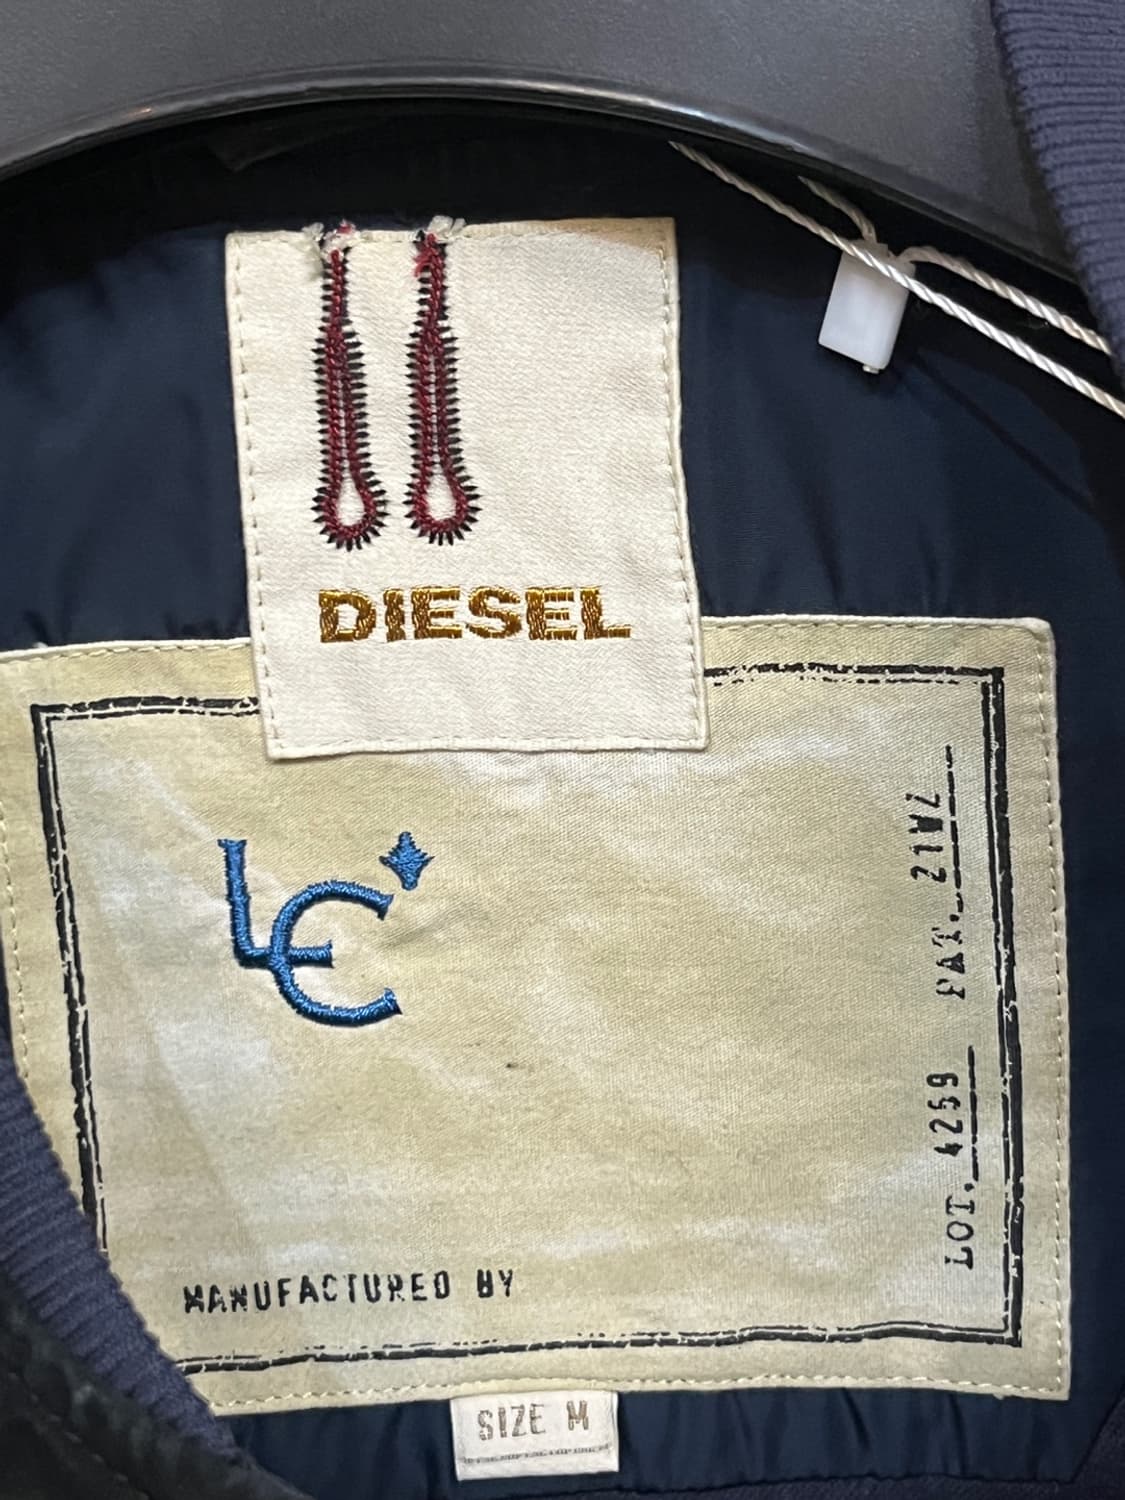 DIESEL
LC
MANUFACTURED BY
LOT. 4259 PAT. 21WZ
SIZE M